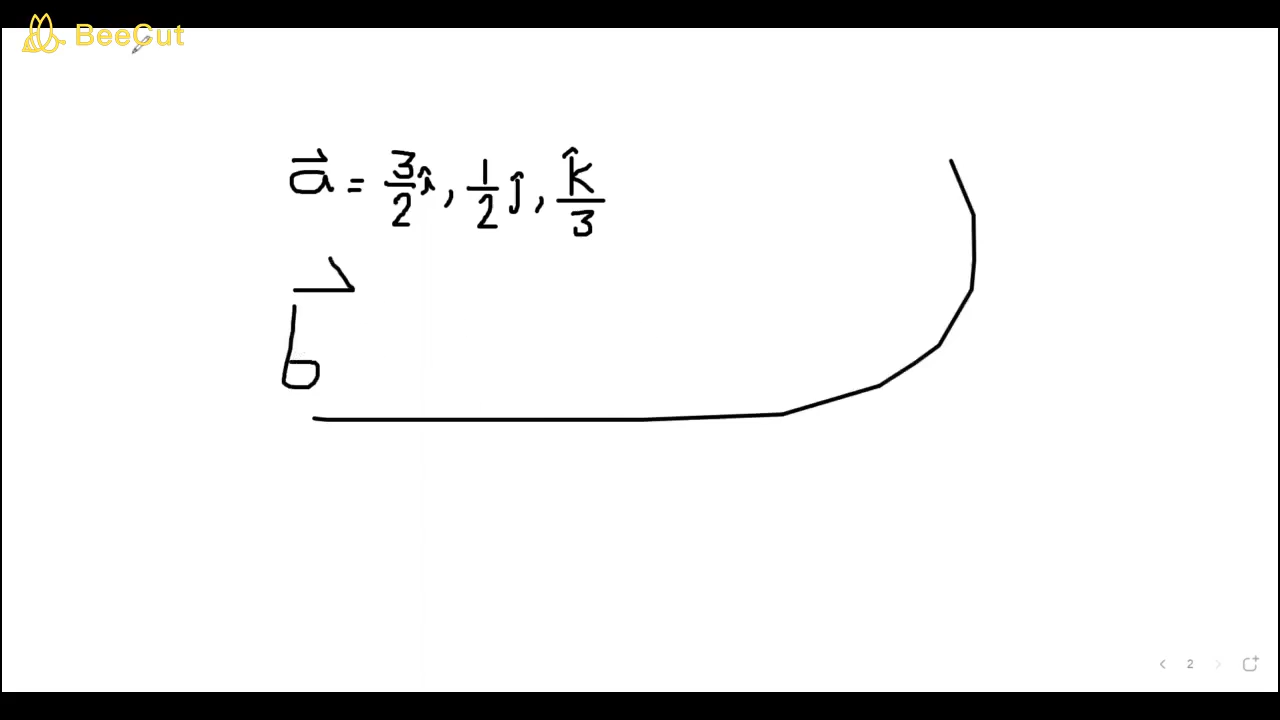 BeeCut
a⃗ = 3/2 î, 1/2 ĵ, k̂/3
b⃗
2